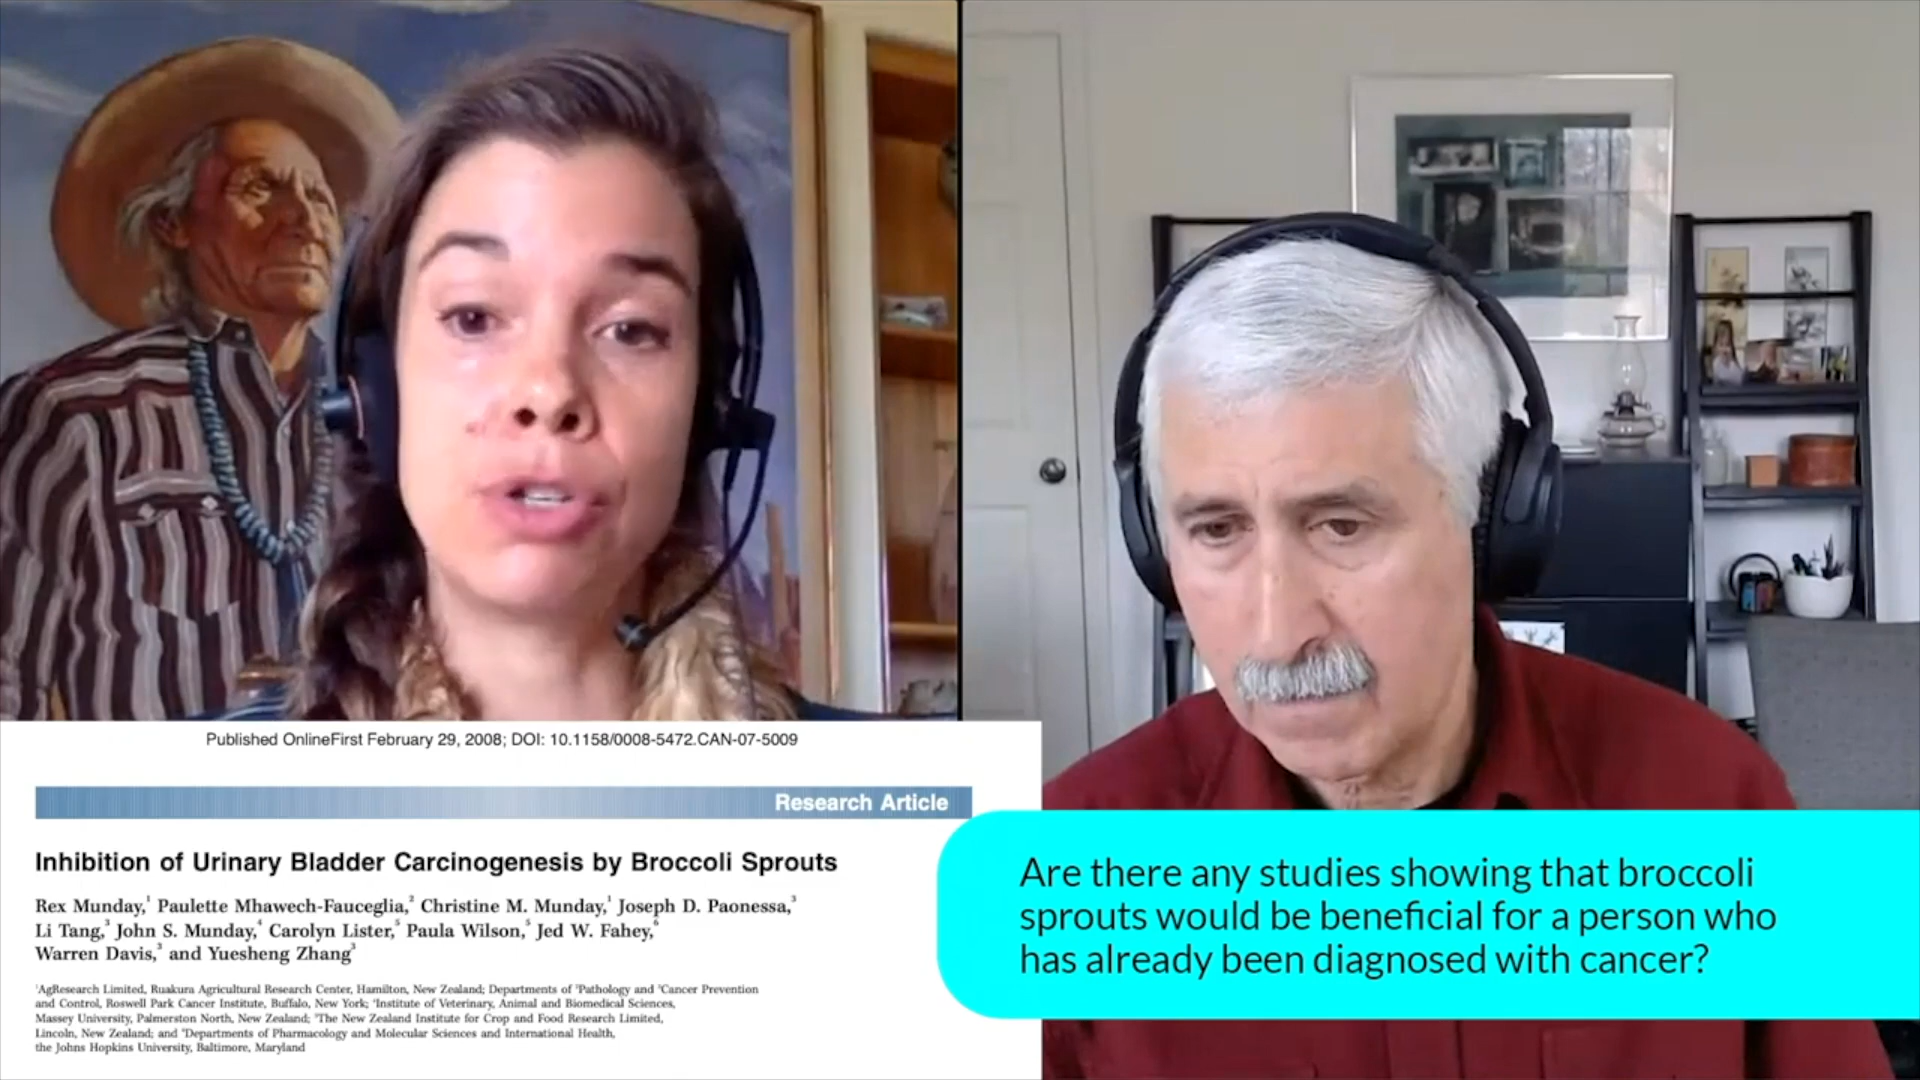 Published OnlineFirst February 29, 2008; DOI: 10.1158/0008-5472.CAN-07-5009
Research Article
Inhibition of Urinary Bladder Carcinogenesis by Broccoli Sprouts
Rex Munday,¹ Paulette Mhawech-Fauceglia,² Christine M. Munday,¹ Joseph D. Paonessa,³
Li Tang,³ John S. Munday,⁴ Carolyn Lister,⁵ Paula Wilson,⁵ Jed W. Fahey,⁶
Warren Davis,³ and Yuesheng Zhang³
¹AgResearch Limited, Ruakura Agricultural Research Center, Hamilton, New Zealand; Departments of ²Pathology and ³Cancer Prevention
and Control, Roswell Park Cancer Institute, Buffalo, New York; ⁴Institute of Veterinary, Animal and Biomedical Sciences,
Massey University, Palmerston North, New Zealand; ⁵The New Zealand Institute for Crop and Food Research Limited,
Lincoln, New Zealand; and ⁶Departments of Pharmacology and Molecular Sciences and International Health,
the Johns Hopkins University, Baltimore, Maryland
Are there any studies showing that broccoli
sprouts would be beneficial for a person who
has already been diagnosed with cancer?